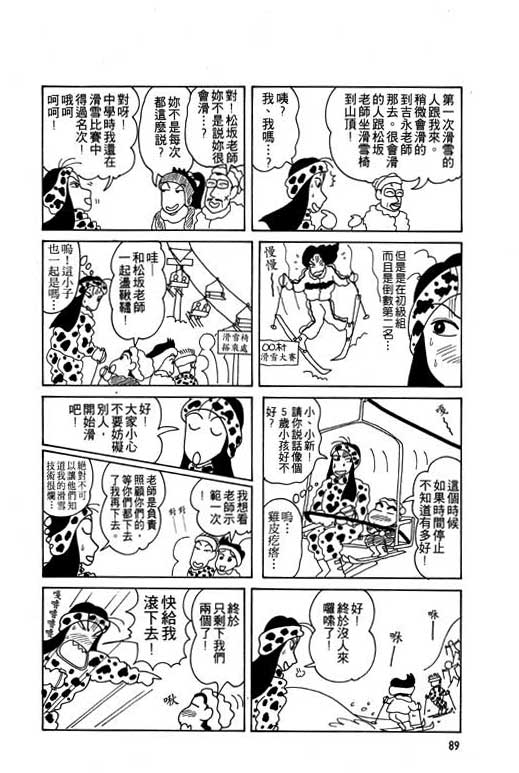 第一次滑雪的
人跟我來。
稍微會滑的
到吉永老師
那去。很會滑
的人跟松坂
老師坐滑雪椅
到山頂。
咦？
我、我嗎…？
但是是在初級組
而且是倒數第二名…
慢慢～
○○村
滑雪大賽
嘎～
這個時候
如果時間停止
不知道有多好！
小、小新
請你說話像個
5歲小孩好不
好？
嗚…
雞皮疙瘩…
咻－
咻－
好！
終於沒人來
囉嗦了！
對！松坂老師
妳不是說妳很
會滑…？
妳不是每次
都這麼說？
對呀！
中學時我還在
滑雪比賽中
得過名次！
哦呵
呵呵！
滑雪椅
搭乘處
哇－
和松坂老師
一起盪鞦韆！
嗚！這小子
也一起是嗎…
好！
大家小心
不要妨礙
別人，
開始滑
吧！
我想看
老師示
範一次
對對
老師是負責
照顧你們的，
等你們都下去
了我再下去。
絕對不可
以讓他們知
道我的滑雪
技術很爛…
終於
只剩下我們
兩個了！
啾
快給我
滾下去！
89